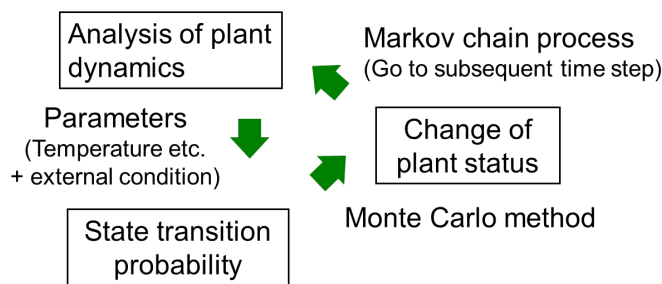 Analysis of plant
dynamics
Markov chain process
(Go to subsequent time step)
Parameters
(Temperature etc.
+ external condition)
Change of
plant status
State transition
probability
Monte Carlo method